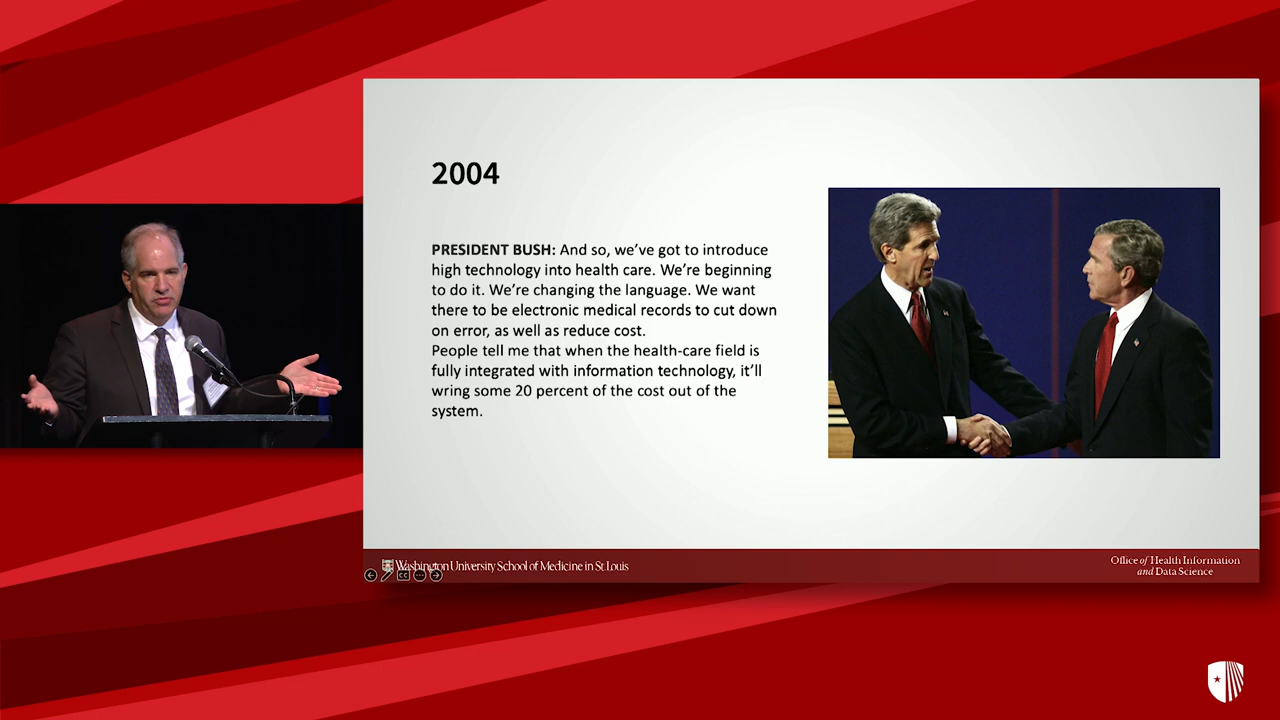 2004
PRESIDENT BUSH: And so, we’ve got to introduce
high technology into health care. We’re beginning
to do it. We’re changing the language. We want
there to be electronic medical records to cut down
on error, as well as reduce cost.
People tell me that when the health-care field is
fully integrated with information technology, it’ll
wring some 20 percent of the cost out of the
system.
Washington University School of Medicine in St. Louis
Office of Health Information
and Data Science